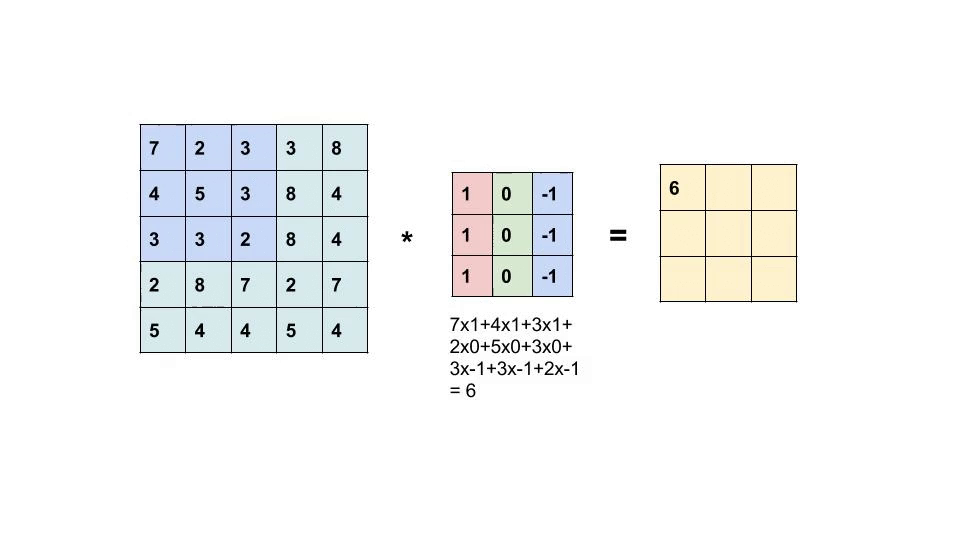 7 2 3 3 8
4 5 3 8 4
3 3 2 8 4
2 8 7 2 7
5 4 4 5 4
*
1 0 -1
1 0 -1
1 0 -1
7x1+4x1+3x1+
2x0+5x0+3x0+
3x-1+3x-1+2x-1
= 6
=
6